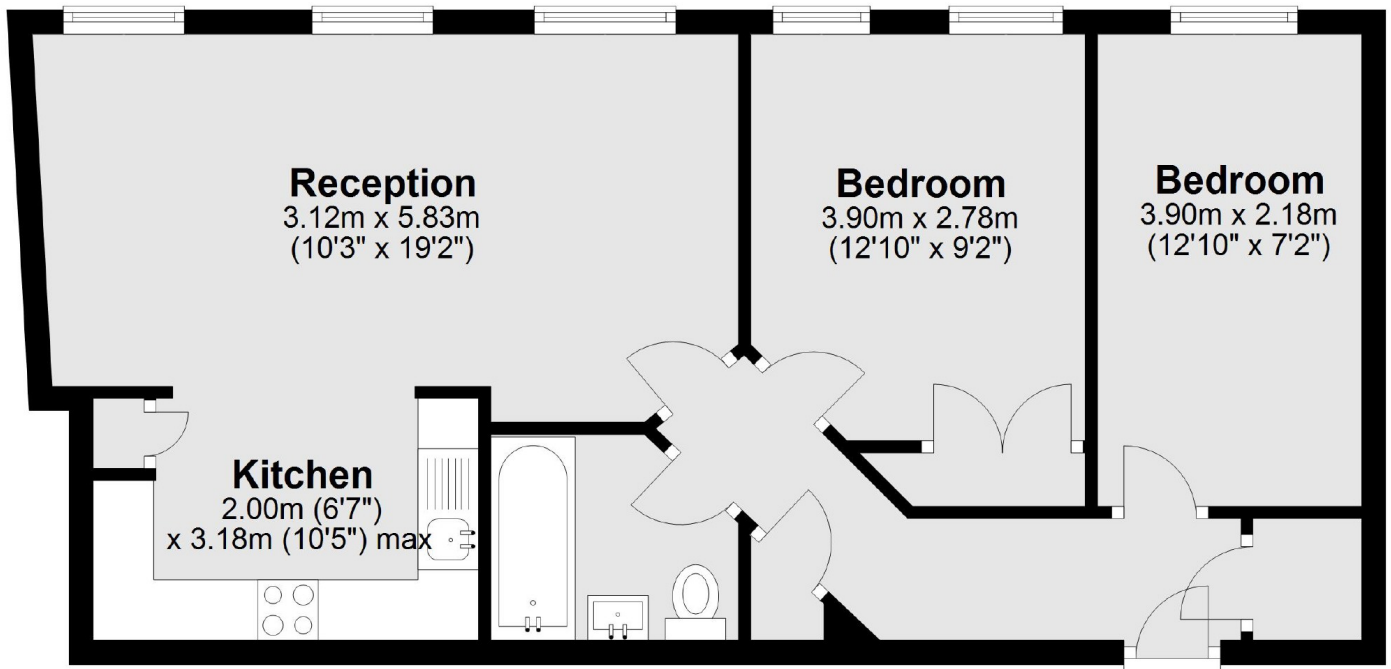 Reception
3.12m x 5.83m
(10'3" x 19'2")
Bedroom
3.90m x 2.78m
(12'10" x 9'2")
Bedroom
3.90m x 2.18m
(12'10" x 7'2")
Kitchen
2.00m (6'7")
x 3.18m (10'5") max